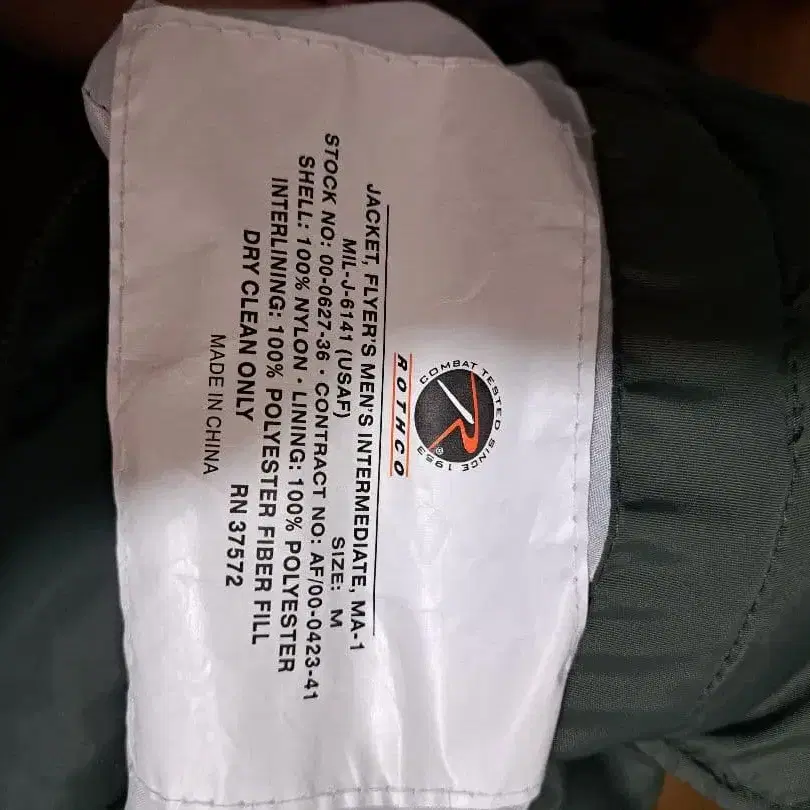 COMBAT TESTED SINCE 1953
R®
ROTHCO
JACKET, FLYER'S MEN'S INTERMEDIATE, MA-1
MIL-J-6141 (USAF) SIZE: M
STOCK NO: 00-0627-36 • CONTRACT NO: AF/00-0423-41
SHELL: 100% NYLON • LINING: 100% POLYESTER
INTERLINING: 100% POLYESTER FIBER FILL
DRY CLEAN ONLY RN 37572
MADE IN CHINA